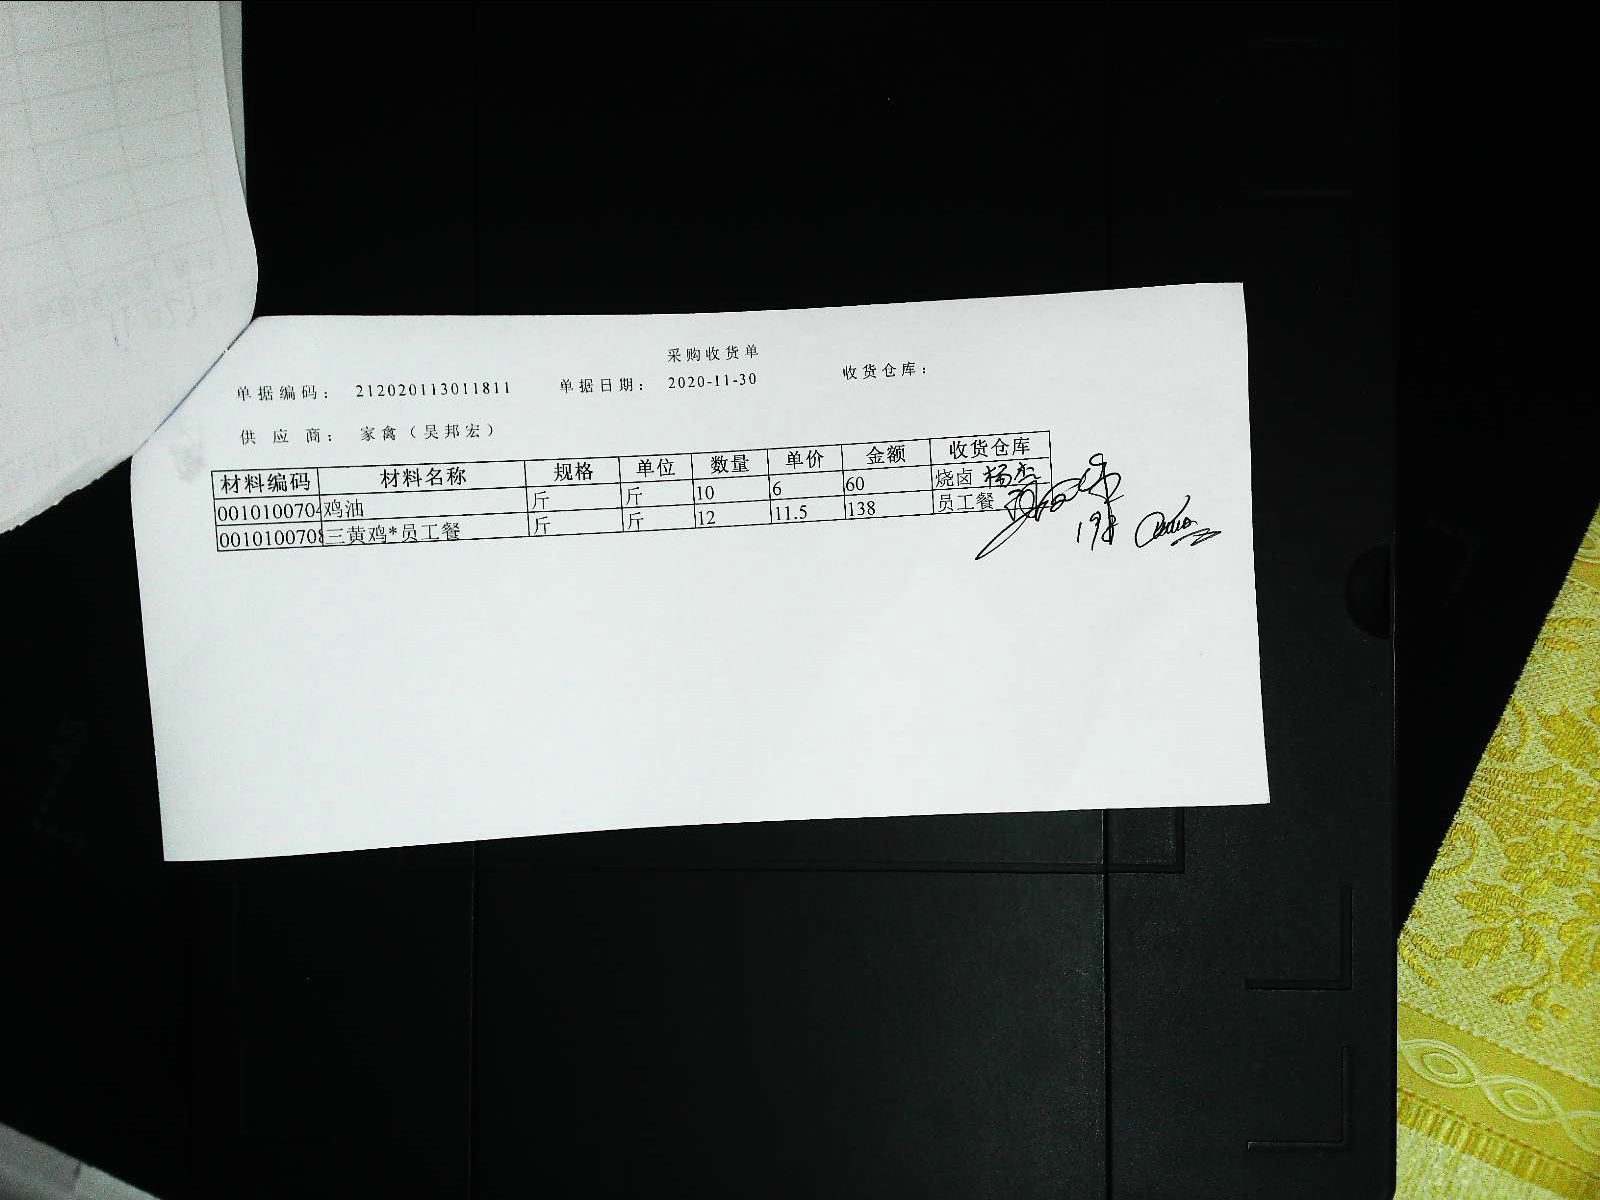 采购收货单
单据编码： 212020113011811 单据日期： 2020-11-30 收货仓库：
供应商： 家禽（吴邦宏）
材料编码 材料名称 规格 单位 数量 单价 金额 收货仓库
0010100704 鸡油 斤 斤 10 6 60 烧卤 杨杰
0010100708 三黄鸡*员工餐 斤 斤 12 11.5 138 员工餐
198